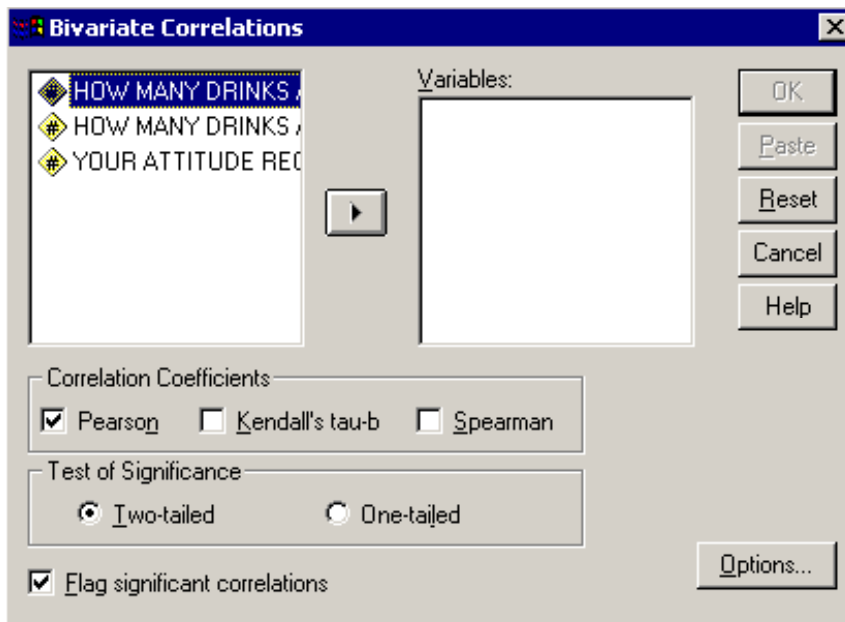 Bivariate Correlations
HOW MANY DRINKS
HOW MANY DRINKS
YOUR ATTITUDE
Variables:
OK
Paste
Reset
Cancel
Help
Correlation Coefficients
Pearson
Kendall's tau-b
Spearman
Test of Significance
Two-tailed
One-tailed
Flag significant correlations
Options...